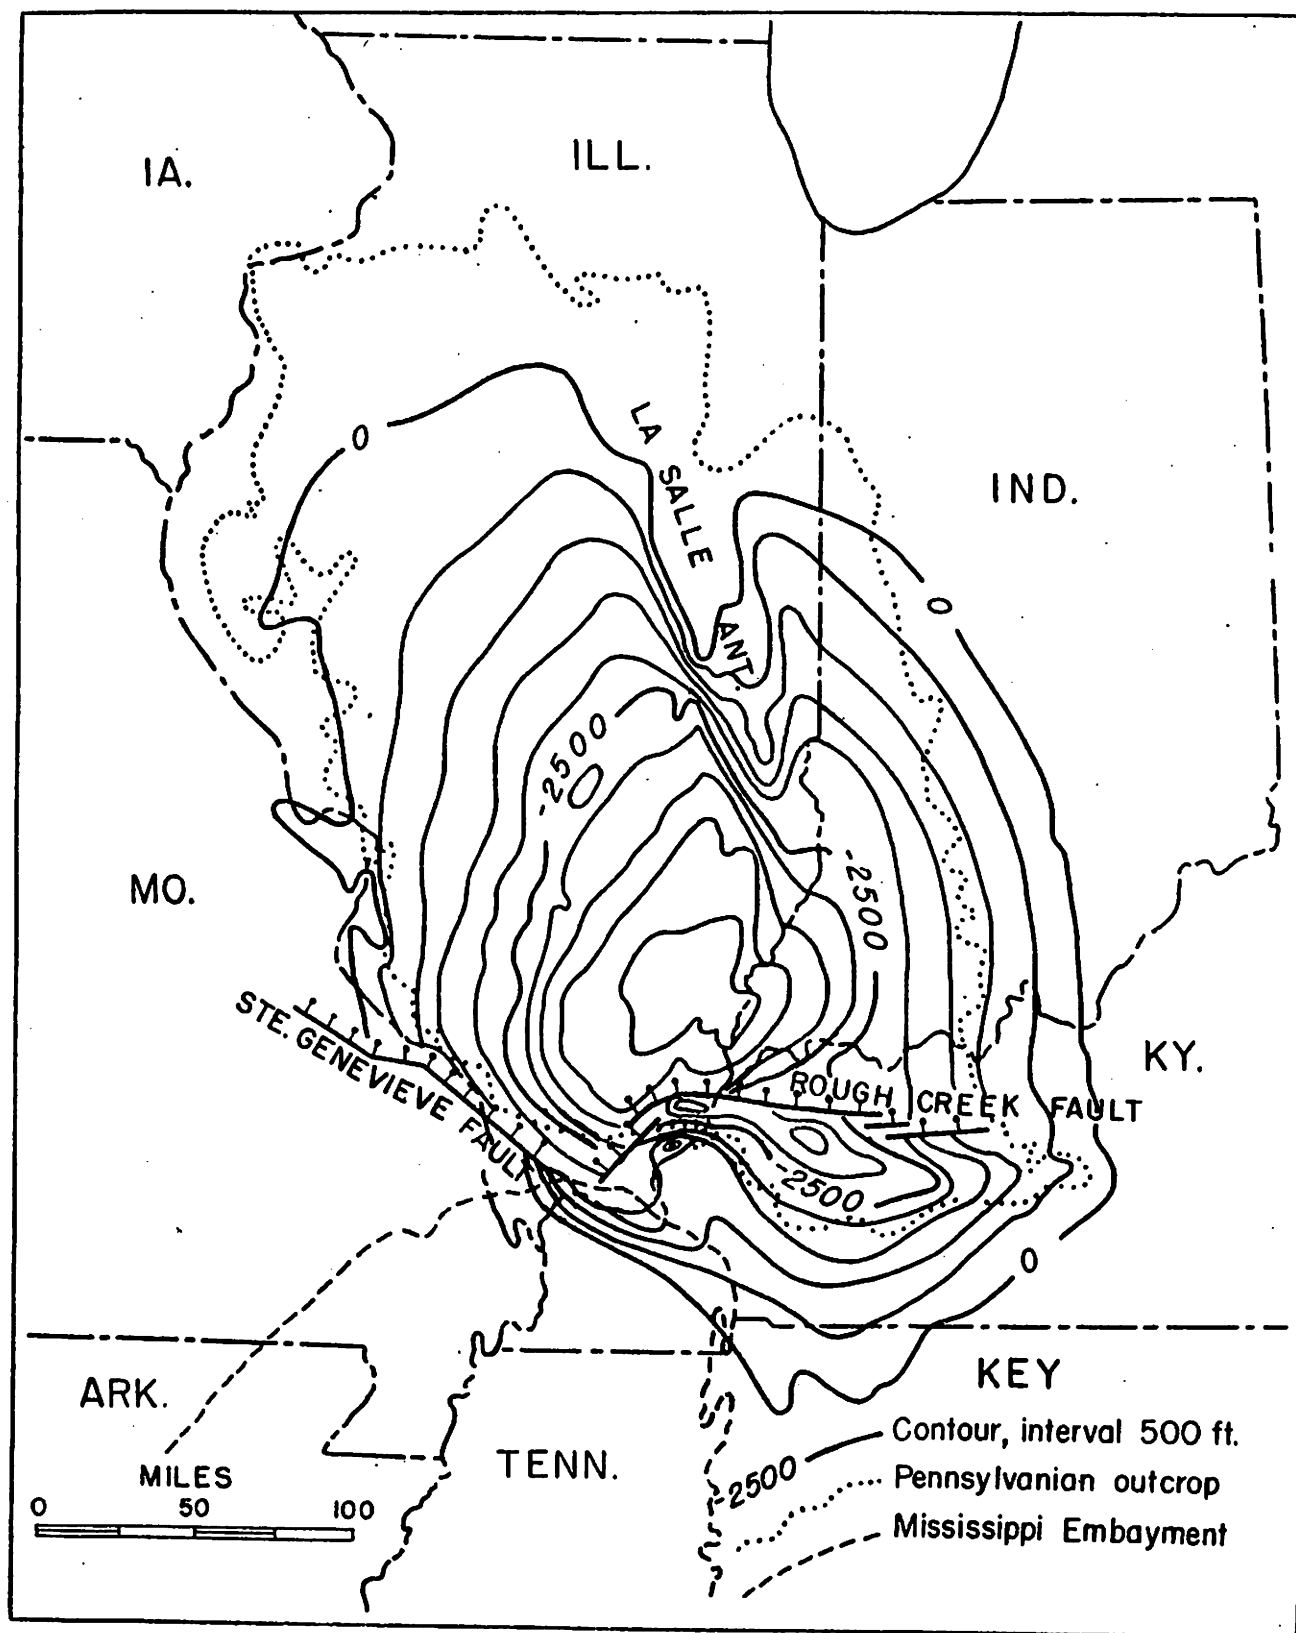 IA.
ILL.
0
LA SALLE ANT.
IND.
0
-2500
-2500
MO.
STE. GENEVIEVE FAULT
ROUGH CREEK FAULT
KY.
-2500
0
ARK.
TENN.
MILES
0 50 100
KEY
Contour, interval 500 ft.
-2500
Pennsylvanian outcrop
Mississippi Embayment